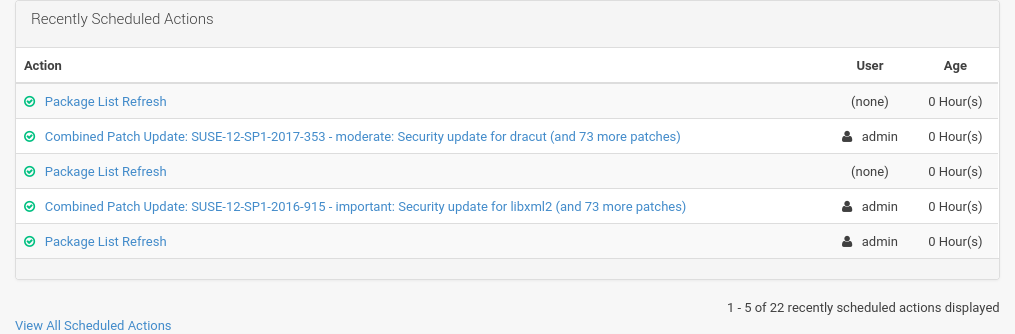 Recently Scheduled Actions
Action User Age
Package List Refresh (none) 0 Hour(s)
Combined Patch Update: SUSE-12-SP1-2017-353 - moderate: Security update for dracut (and 73 more patches) admin 0 Hour(s)
Package List Refresh (none) 0 Hour(s)
Combined Patch Update: SUSE-12-SP1-2016-915 - important: Security update for libxml2 (and 73 more patches) admin 0 Hour(s)
Package List Refresh admin 0 Hour(s)
1 - 5 of 22 recently scheduled actions displayed
View All Scheduled Actions